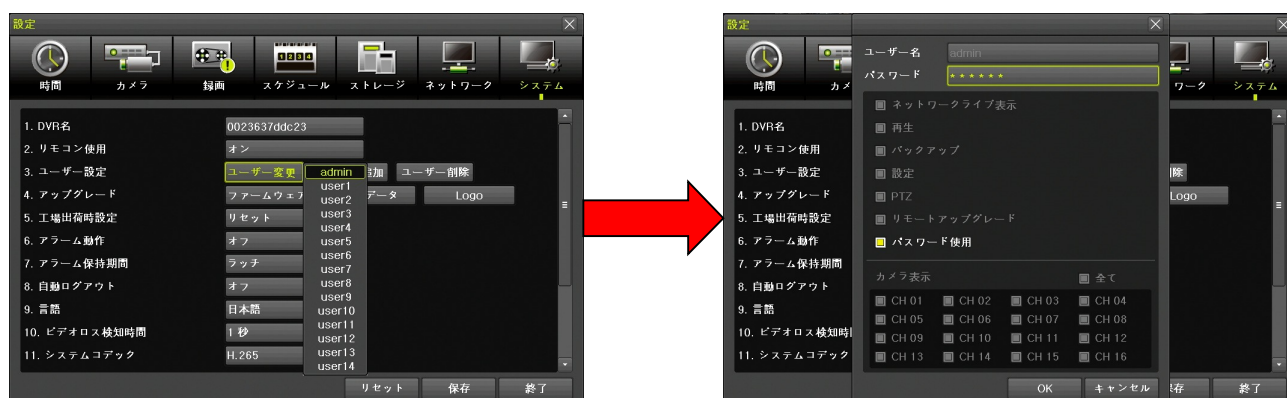 設定
時間 カメラ 録画 スケジュール ストレージ ネットワーク システム
1. DVR名 0023637ddc23
2. リモコン使用 オン
3. ユーザー設定 ユーザー変更 追加 ユーザー削除
4. アップグレード ファームウェア データ Logo
5. 工場出荷時設定 リセット
6. アラーム動作 オフ
7. アラーム保持期間 ラッチ
8. 自動ログアウト オフ
9. 言語 日本語
10. ビデオロス検知時間 1 秒
11. システムコデック H.265
admin
user1
user2
user3
user4
user5
user6
user7
user8
user9
user10
user11
user12
user13
user14
リセット 保存 終了
設定
時間 カメ ワーク システム
1. DVR名
2. リモコン使用
3. ユーザー設定 除
4. アップグレード Logo
5. 工場出荷時設定
6. アラーム動作
7. アラーム保持期間
8. 自動ログアウト
9. 言語
10. ビデオロス検知時
11. システムコデック
ユーザー名 admin
パスワード ******
ネットワークライブ表示
再生
バックアップ
設定
PTZ
リモートアップグレード
パスワード使用
カメラ表示 全て
CH 01 CH 02 CH 03 CH 04
CH 05 CH 06 CH 07 CH 08
CH 09 CH 10 CH 11 CH 12
CH 13 CH 14 CH 15 CH 16
OK キャンセル 保存 終了